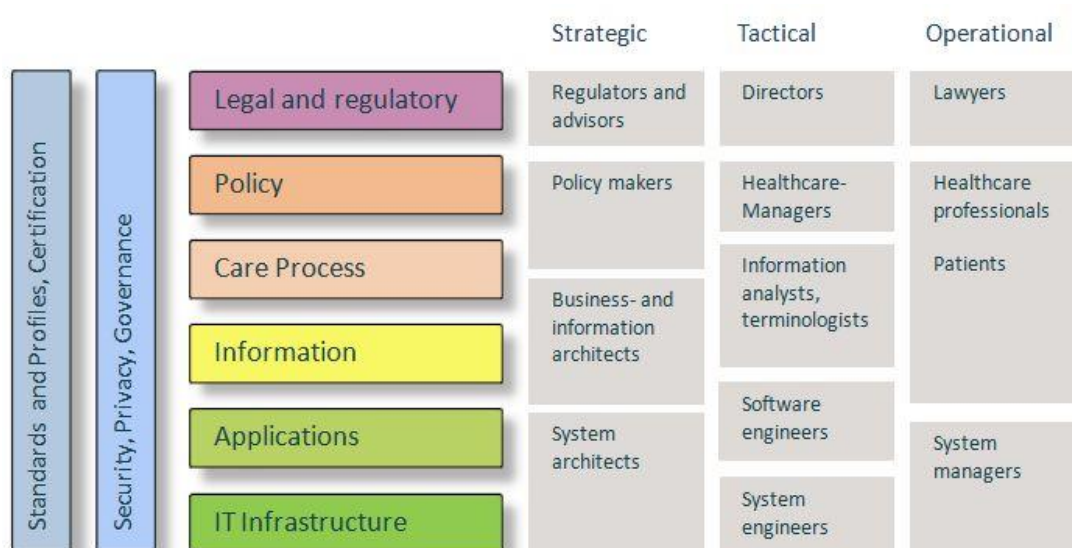 Strategic
Tactical
Operational
Standards and Profiles, Certification
Security, Privacy, Governance
Legal and regulatory
Regulators and
advisors
Directors
Lawyers
Policy
Policy makers
Healthcare-
Managers
Healthcare
professionals
Patients
Care Process
Business- and
information
architects
Information
analysts,
terminologists
Information
Applications
System
architects
Software
engineers
System
managers
IT Infrastructure
System
engineers